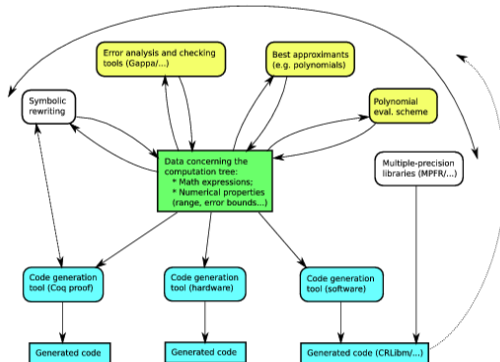 Error analysis and checking
tools (Gappa/...)
Best approximants
(e.g. polynomials)
Symbolic
rewriting
Polynomial
eval. scheme
Data concerning the
computation tree:
* Math expressions;
* Numerical properties
(range, error bounds...)
Multiple-precision
libraries (MPFR/...)
Code generation
tool (Coq proof)
Code generation
tool (hardware)
Code generation
tool (software)
Generated code
Generated code
Generated code (CRLibm/...)